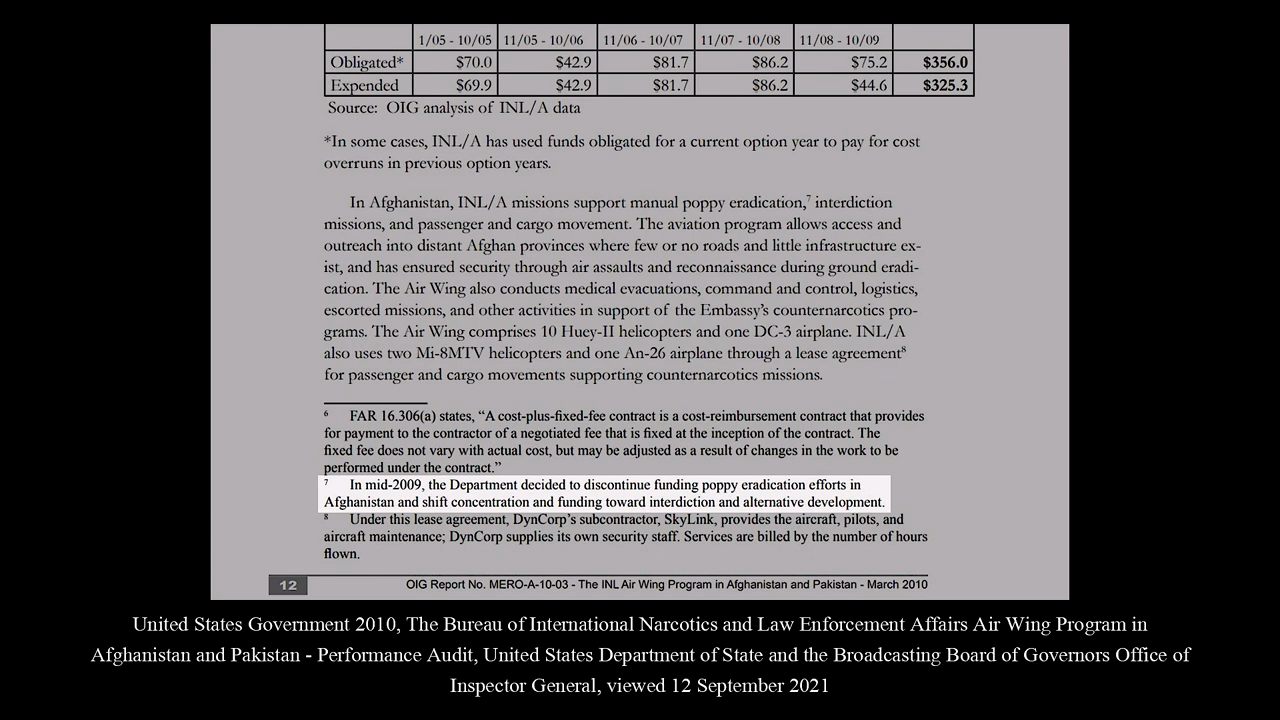 1/05 - 10/05 11/05 - 10/06 11/06 - 10/07 11/07 - 10/08 11/08 - 10/09
Obligated* $70.0 $42.9 $81.7 $86.2 $75.2 $356.0
Expended $69.9 $42.9 $81.7 $86.2 $44.6 $325.3
Source: OIG analysis of INL/A data
*In some cases, INL/A has used funds obligated for a current option year to pay for cost
overruns in previous option years.
In Afghanistan, INL/A missions support manual poppy eradication,⁷ interdiction
missions, and passenger and cargo movement. The aviation program allows access and
outreach into distant Afghan provinces where few or no roads and little infrastructure ex-
ist, and has ensured security through air assaults and reconnaissance during ground eradi-
cation. The Air Wing also conducts medical evacuations, command and control, logistics,
escorted missions, and other activities in support of the Embassy's counternarcotics pro-
grams. The Air Wing comprises 10 Huey-II helicopters and one DC-3 airplane. INL/A
also uses two Mi-8MTV helicopters and one An-26 airplane through a lease agreement⁸
for passenger and cargo movements supporting counternarcotics missions.
⁶ FAR 16.306(a) states, “A cost-plus-fixed-fee contract is a cost-reimbursement contract that provides
for payment to the contractor of a negotiated fee that is fixed at the inception of the contract. The
fixed fee does not vary with actual cost, but may be adjusted as a result of changes in the work to be
performed under the contract.”
⁷ In mid-2009, the Department decided to discontinue funding poppy eradication efforts in
Afghanistan and shift concentration and funding toward interdiction and alternative development.
⁸ Under this lease agreement, DynCorp's subcontractor, SkyLink, provides the aircraft, pilots, and
aircraft maintenance; DynCorp supplies its own security staff. Services are billed by the number of hours
flown.
12 OIG Report No. MERO-A-10-03 - The INL Air Wing Program in Afghanistan and Pakistan - March 2010
United States Government 2010, The Bureau of International Narcotics and Law Enforcement Affairs Air Wing Program in
Afghanistan and Pakistan - Performance Audit, United States Department of State and the Broadcasting Board of Governors Office of
Inspector General, viewed 12 September 2021